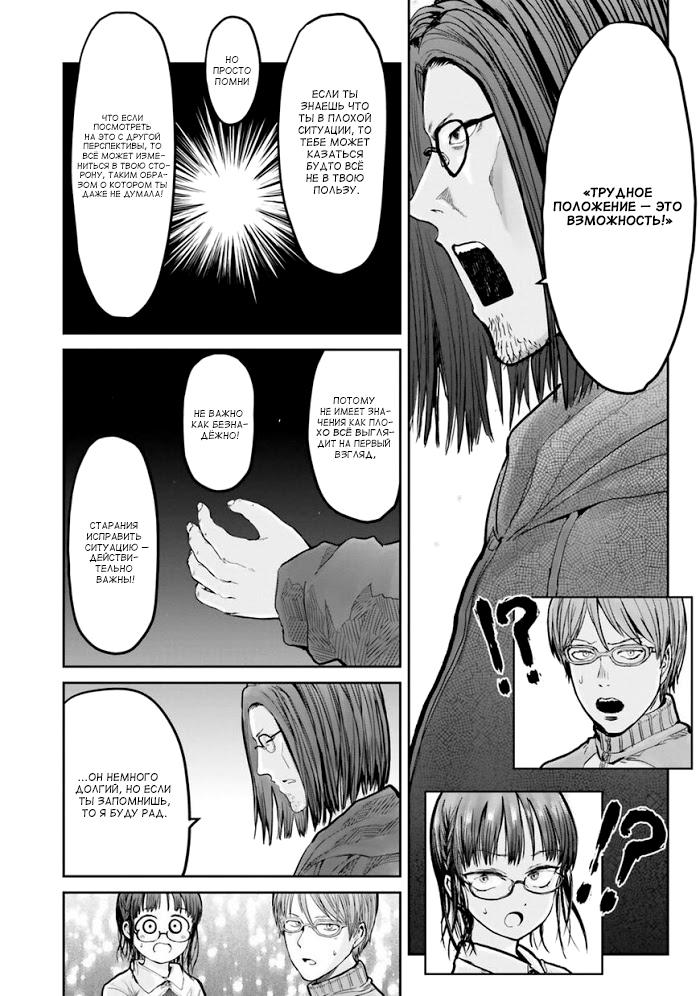 «ТРУДНОЕ
ПОЛОЖЕНИЕ — ЭТО
ВЗМОЖНОСТЬ!»
!?
!?
ЕСЛИ ТЫ
ЗНАЕШЬ ЧТО
ТЫ В ПЛОХОЙ
СИТУАЦИИ, ТО
ТЕБЕ МОЖЕТ
КАЗАТЬСЯ
БУДТО ВСЁ
НЕ В ТВОЮ
ПОЛЬЗУ.
НО
ПРОСТО
ПОМНИ
ЧТО ЕСЛИ
ПОСМОТРЕТЬ
НА ЭТО С ДРУГОЙ
ПЕРСПЕКТИВЫ, ТО
ВСЁ МОЖЕТ ИЗМЕ-
НИТЬСЯ В ТВОЮ СТО-
РОНУ, ТАКИМ ОБРА-
ЗОМ О КОТОРОМ ТЫ
ДАЖЕ НЕ ДУМАЛА!
ПОТОМУ
НЕ ИМЕЕТ ЗНА-
ЧЕНИЯ КАК ПЛО-
ХО ВСЁ ВЫГЛЯ-
ДИТ НА ПЕРВЫЙ
ВЗГЛЯД,
НЕ ВАЖНО
КАК БЕЗНА-
ДЁЖНО!
СТАРАНИЯ
ИСПРАВИТЬ
СИТУАЦИЮ —
ДЕЙСТВИ-
ТЕЛЬНО
ВАЖНЫ!
...ОН НЕМНОГО
ДОЛГИЙ, НО ЕСЛИ
ТЫ ЗАПОМНИШЬ,
ТО Я БУДУ РАД.